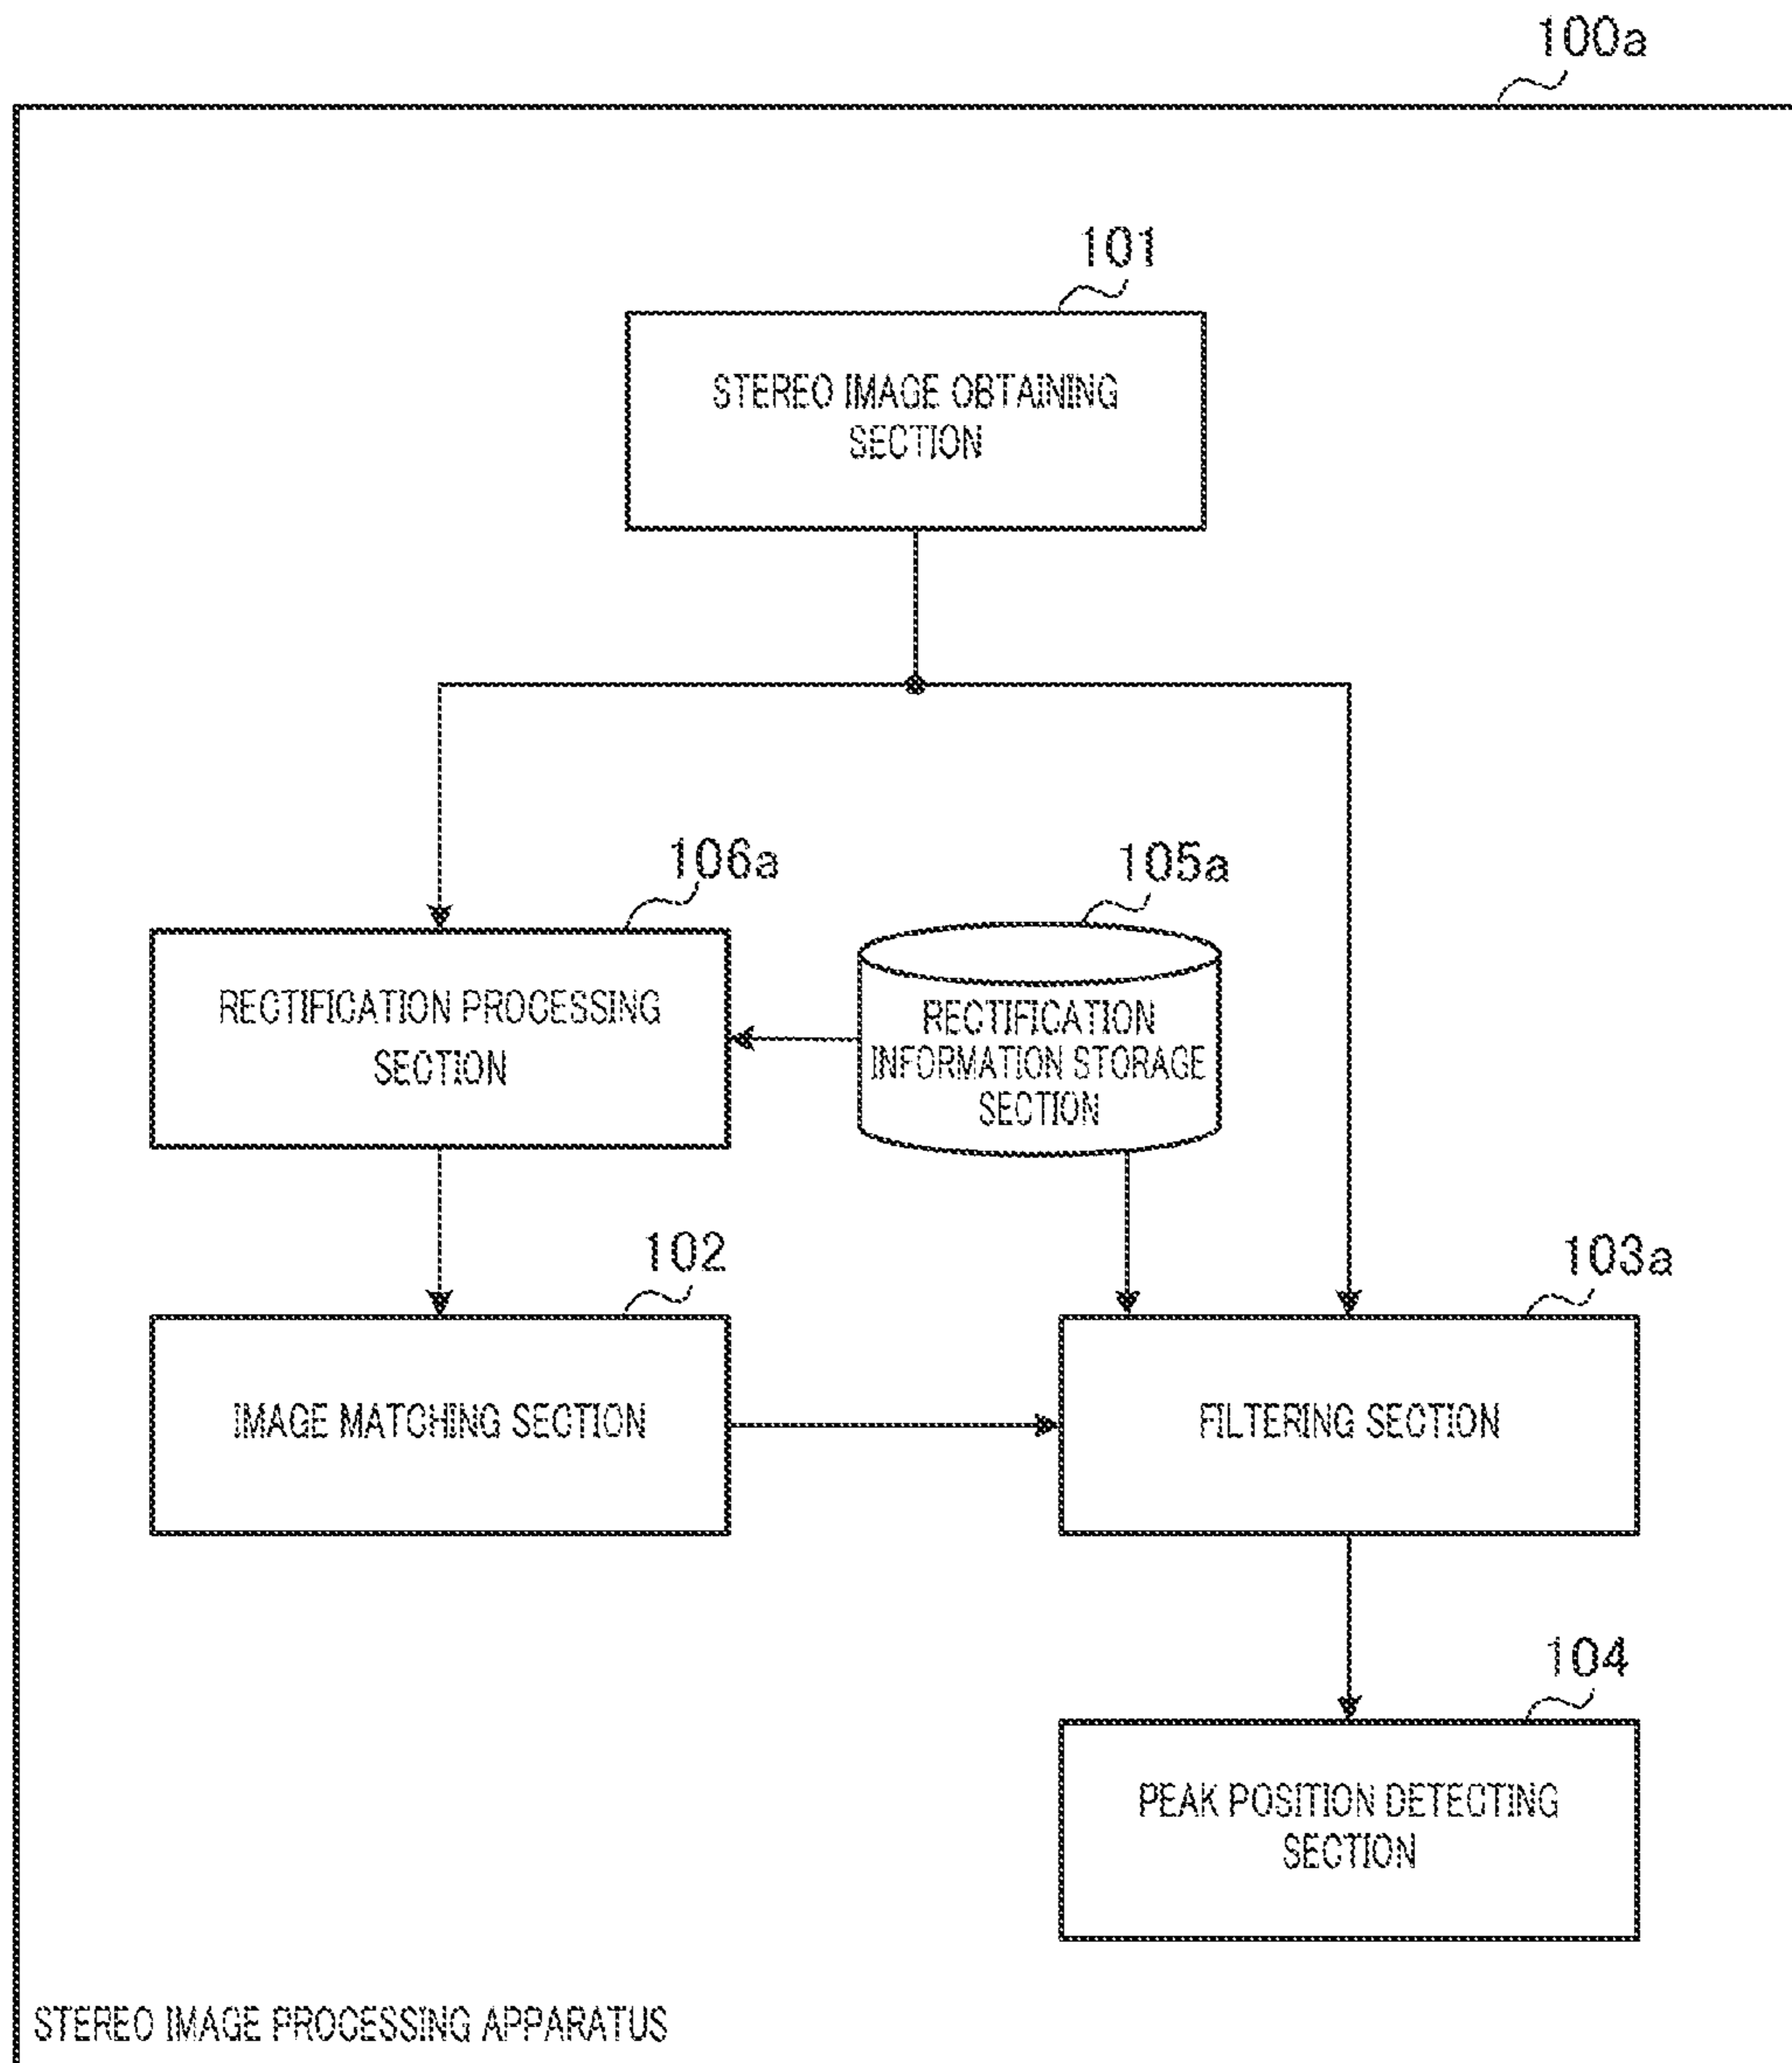 100a
101
STEREO IMAGE OBTAINING
SECTION
106a
105a
RECTIFICATION PROCESSING
SECTION
RECTIFICATION
INFORMATION STORAGE
SECTION
102
103a
IMAGE MATCHING SECTION
FILTERING SECTION
104
PEAK POSITION DETECTING
SECTION
STEREO IMAGE PROCESSING APPARATUS